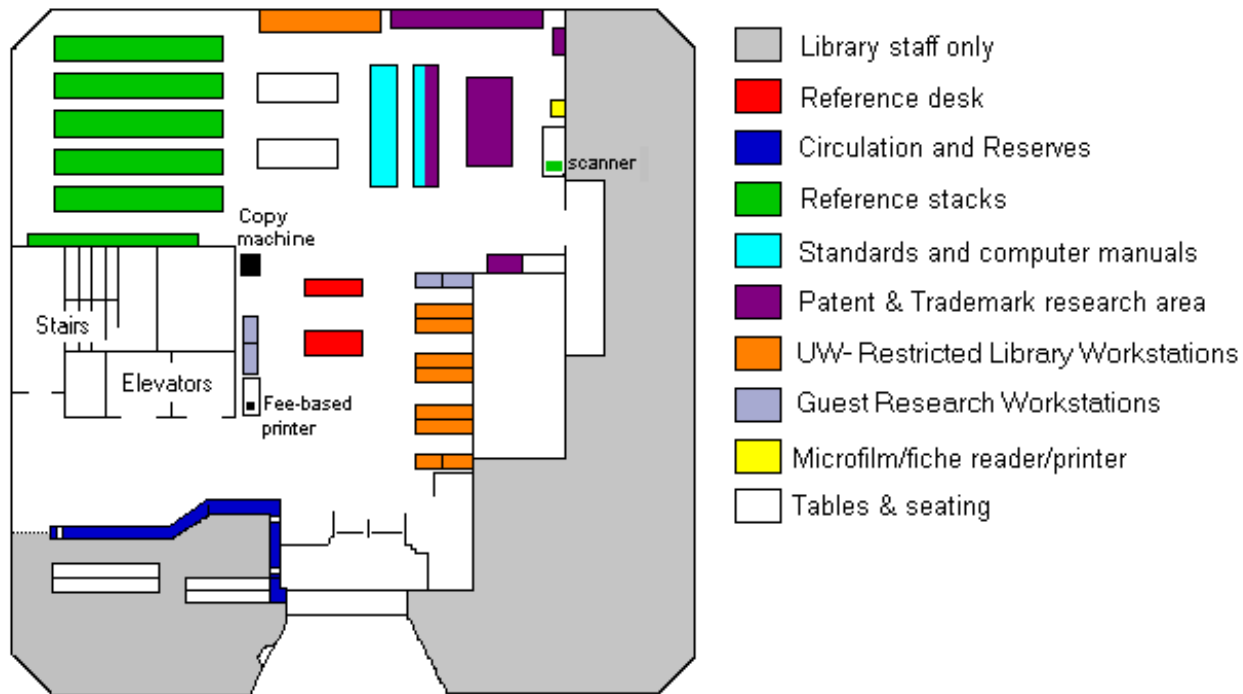 scanner
Copy
machine
Stairs
Elevators
Fee-based
printer
Library staff only
Reference desk
Circulation and Reserves
Reference stacks
Standards and computer manuals
Patent & Trademark research area
UW- Restricted Library Workstations
Guest Research Workstations
Microfilm/fiche reader/printer
Tables & seating